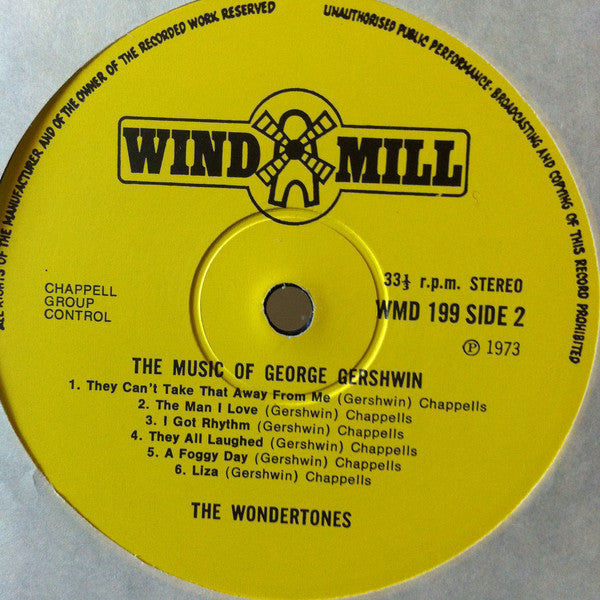 ALL RIGHTS OF THE MANUFACTURER AND OF THE OWNER OF THE RECORDED WORK RESERVED
UNAUTHORISED PUBLIC PERFORMANCE · BROADCASTING AND COPYING OF THIS RECORD PROHIBITED
WIND MILL
CHAPPELL
GROUP
CONTROL
33⅓ r.p.m. STEREO
WMD 199 SIDE 2
Ⓟ 1973
THE MUSIC OF GEORGE GERSHWIN
1. They Can't Take That Away From Me (Gershwin) Chappells
2. The Man I Love (Gershwin) Chappells
3. I Got Rhythm (Gershwin) Chappells
4. They All Laughed (Gershwin) Chappells
5. A Foggy Day (Gershwin) Chappells
6. Liza (Gershwin) Chappells
THE WONDERTONES